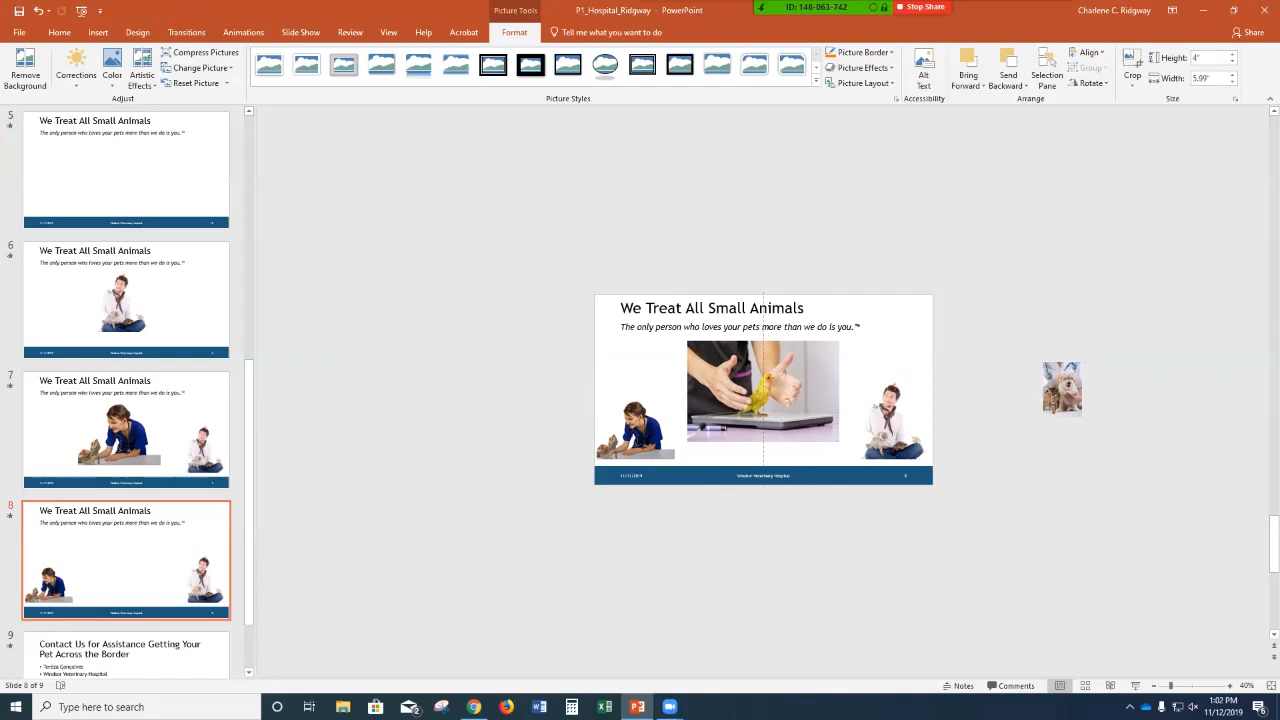 Picture Tools
P1_Hospital_Ridgway - PowerPoint
ID: 148-063-742
Stop Share
Charlene C. Ridgway
File Home Insert Design Transitions Animations Slide Show Review View Help Acrobat Format Tell me what you want to do
Share
Remove Background
Corrections
Color
Artistic Effects
Compress Pictures
Change Picture
Reset Picture
Adjust
Picture Styles
Picture Border
Picture Effects
Picture Layout
Alt Text
Accessibility
Bring Forward
Send Backward
Selection Pane
Align
Group
Rotate
Arrange
Crop
Height: 4"
Width: 5.99"
Size
5
We Treat All Small Animals
The only person who loves your pets more than we do is you.™
6
We Treat All Small Animals
The only person who loves your pets more than we do is you.™
7
We Treat All Small Animals
The only person who loves your pets more than we do is you.™
8
We Treat All Small Animals
The only person who loves your pets more than we do is you.™
9
Contact Us for Assistance Getting Your
Pet Across the Border
• Windsor Veterinary Hospital
We Treat All Small Animals
The only person who loves your pets more than we do is you.™
Windsor Veterinary Hospital
Slide 8 of 9
Notes
Comments
40%
Type here to search
1:02 PM
11/12/2019